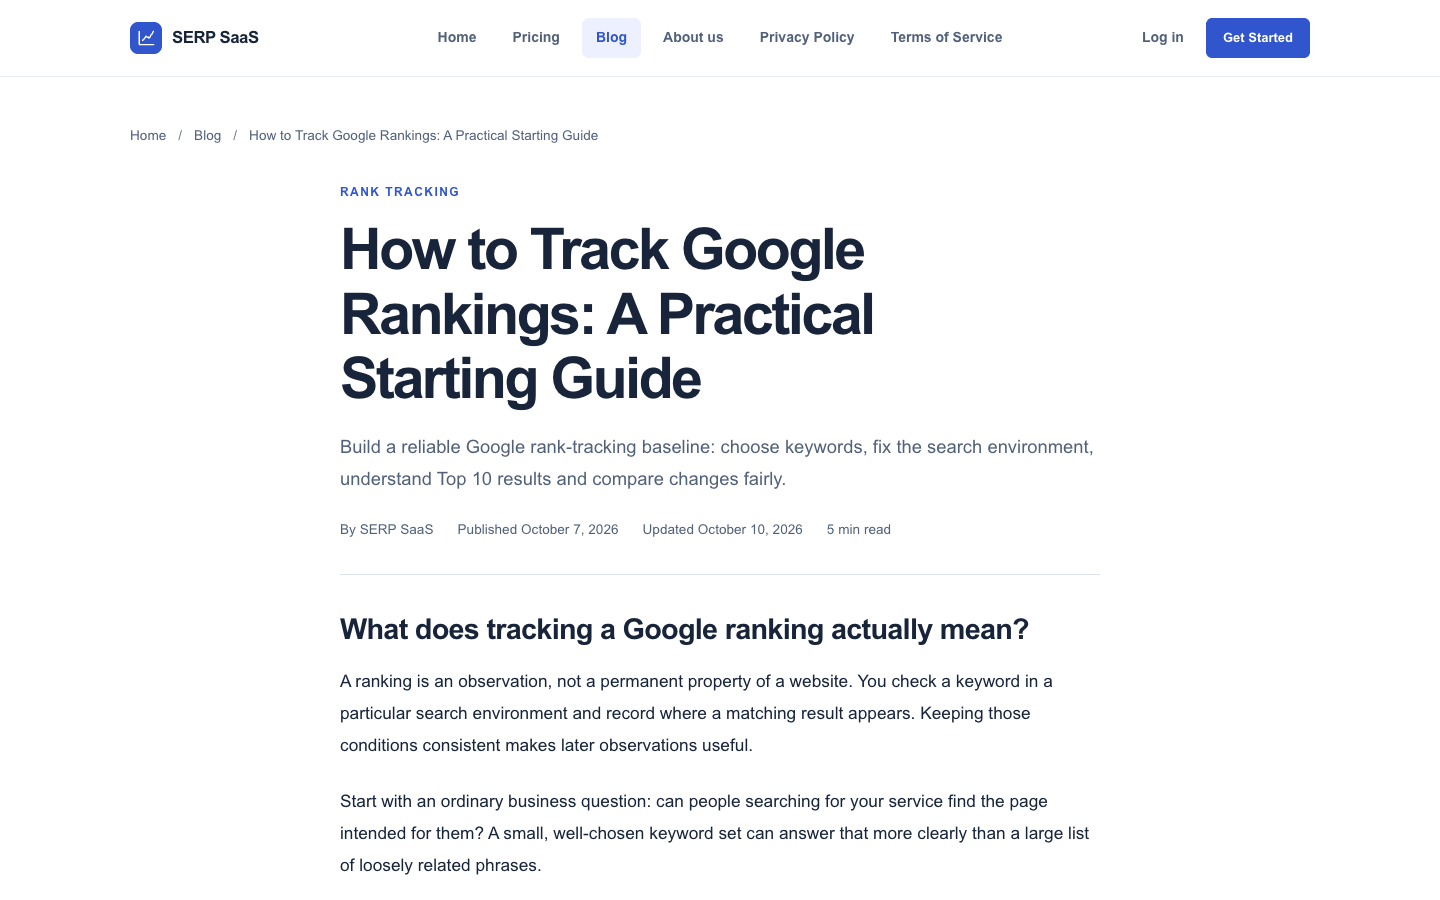 SERP SaaS
Home
Pricing
Blog
About us
Privacy Policy
Terms of Service
Log in
Get Started
Home / Blog / How to Track Google Rankings: A Practical Starting Guide
RANK TRACKING
How to Track Google
Rankings: A Practical
Starting Guide
Build a reliable Google rank-tracking baseline: choose keywords, fix the search environment,
understand Top 10 results and compare changes fairly.
By SERP SaaS Published October 7, 2026 Updated October 10, 2026 5 min read
What does tracking a Google ranking actually mean?
A ranking is an observation, not a permanent property of a website. You check a keyword in a
particular search environment and record where a matching result appears. Keeping those
conditions consistent makes later observations useful.
Start with an ordinary business question: can people searching for your service find the page
intended for them? A small, well-chosen keyword set can answer that more clearly than a large list
of loosely related phrases.